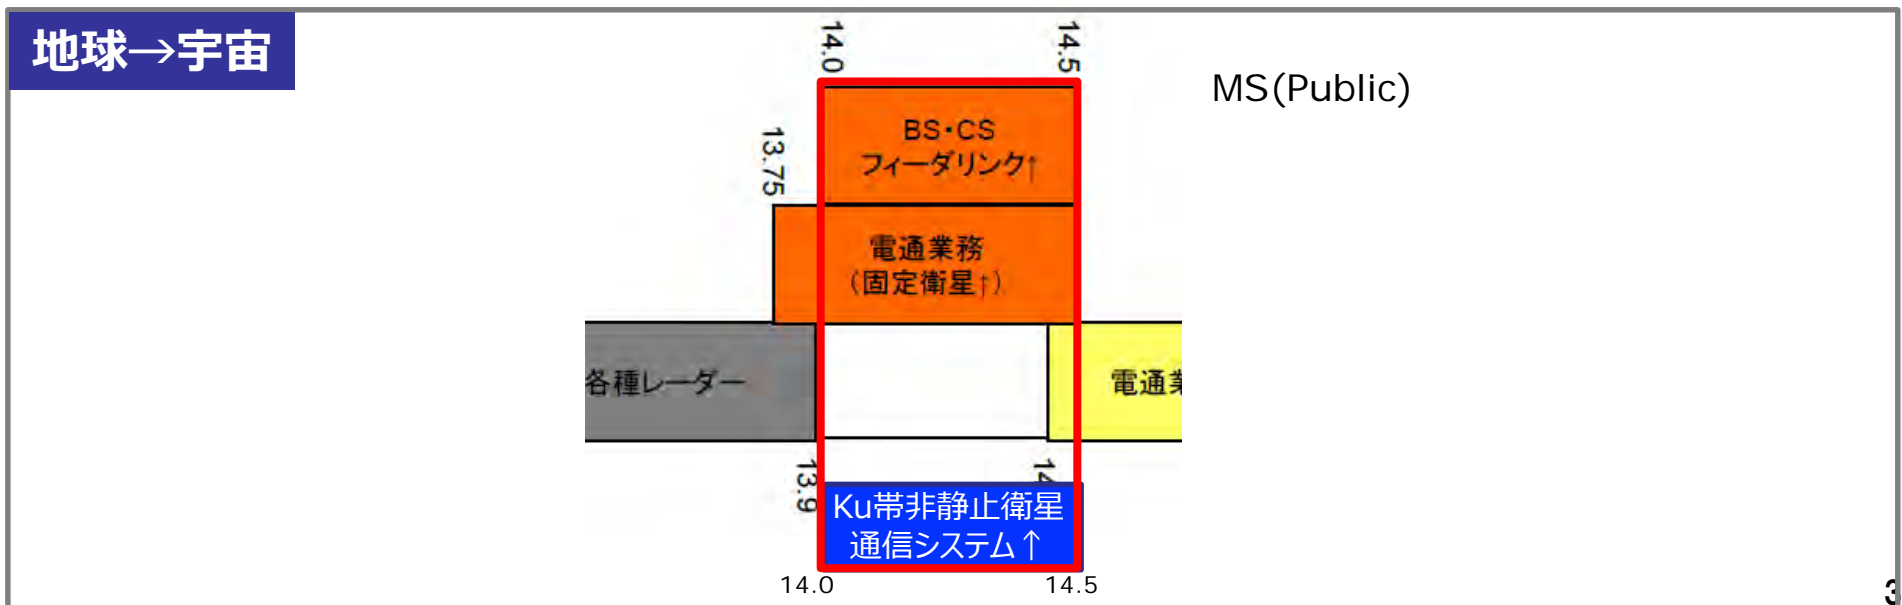 地球→宇宙
14.0
14.5
MS(Public)
13.75
BS・CS
フィーダリンク↑
電通業務
(固定衛星↑)
各種レーダー
電通業
13.9
14
Ku帯非静止衛星
通信システム↑
14.0
14.5
3